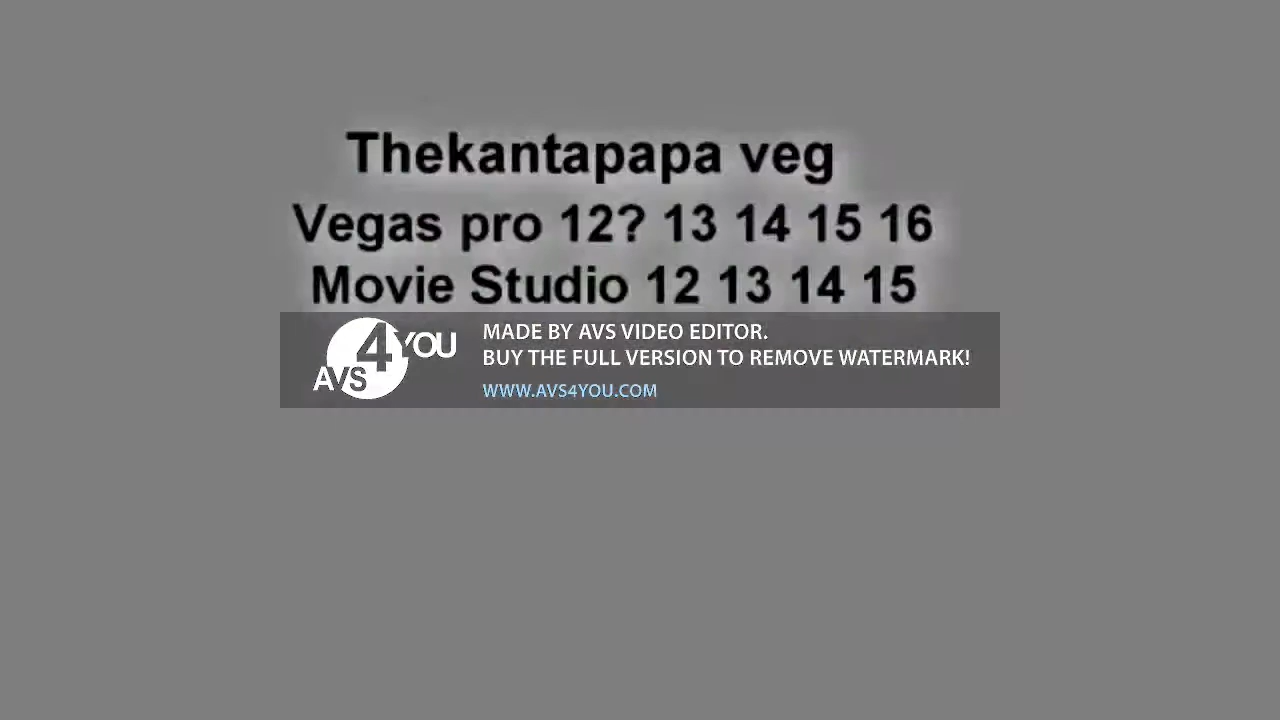 Thekantapapa veg
Vegas pro 12? 13 14 15 16
Movie Studio 12 13 14 15
AVS4YOU
MADE BY AVS VIDEO EDITOR.
BUY THE FULL VERSION TO REMOVE WATERMARK!
WWW.AVS4YOU.COM